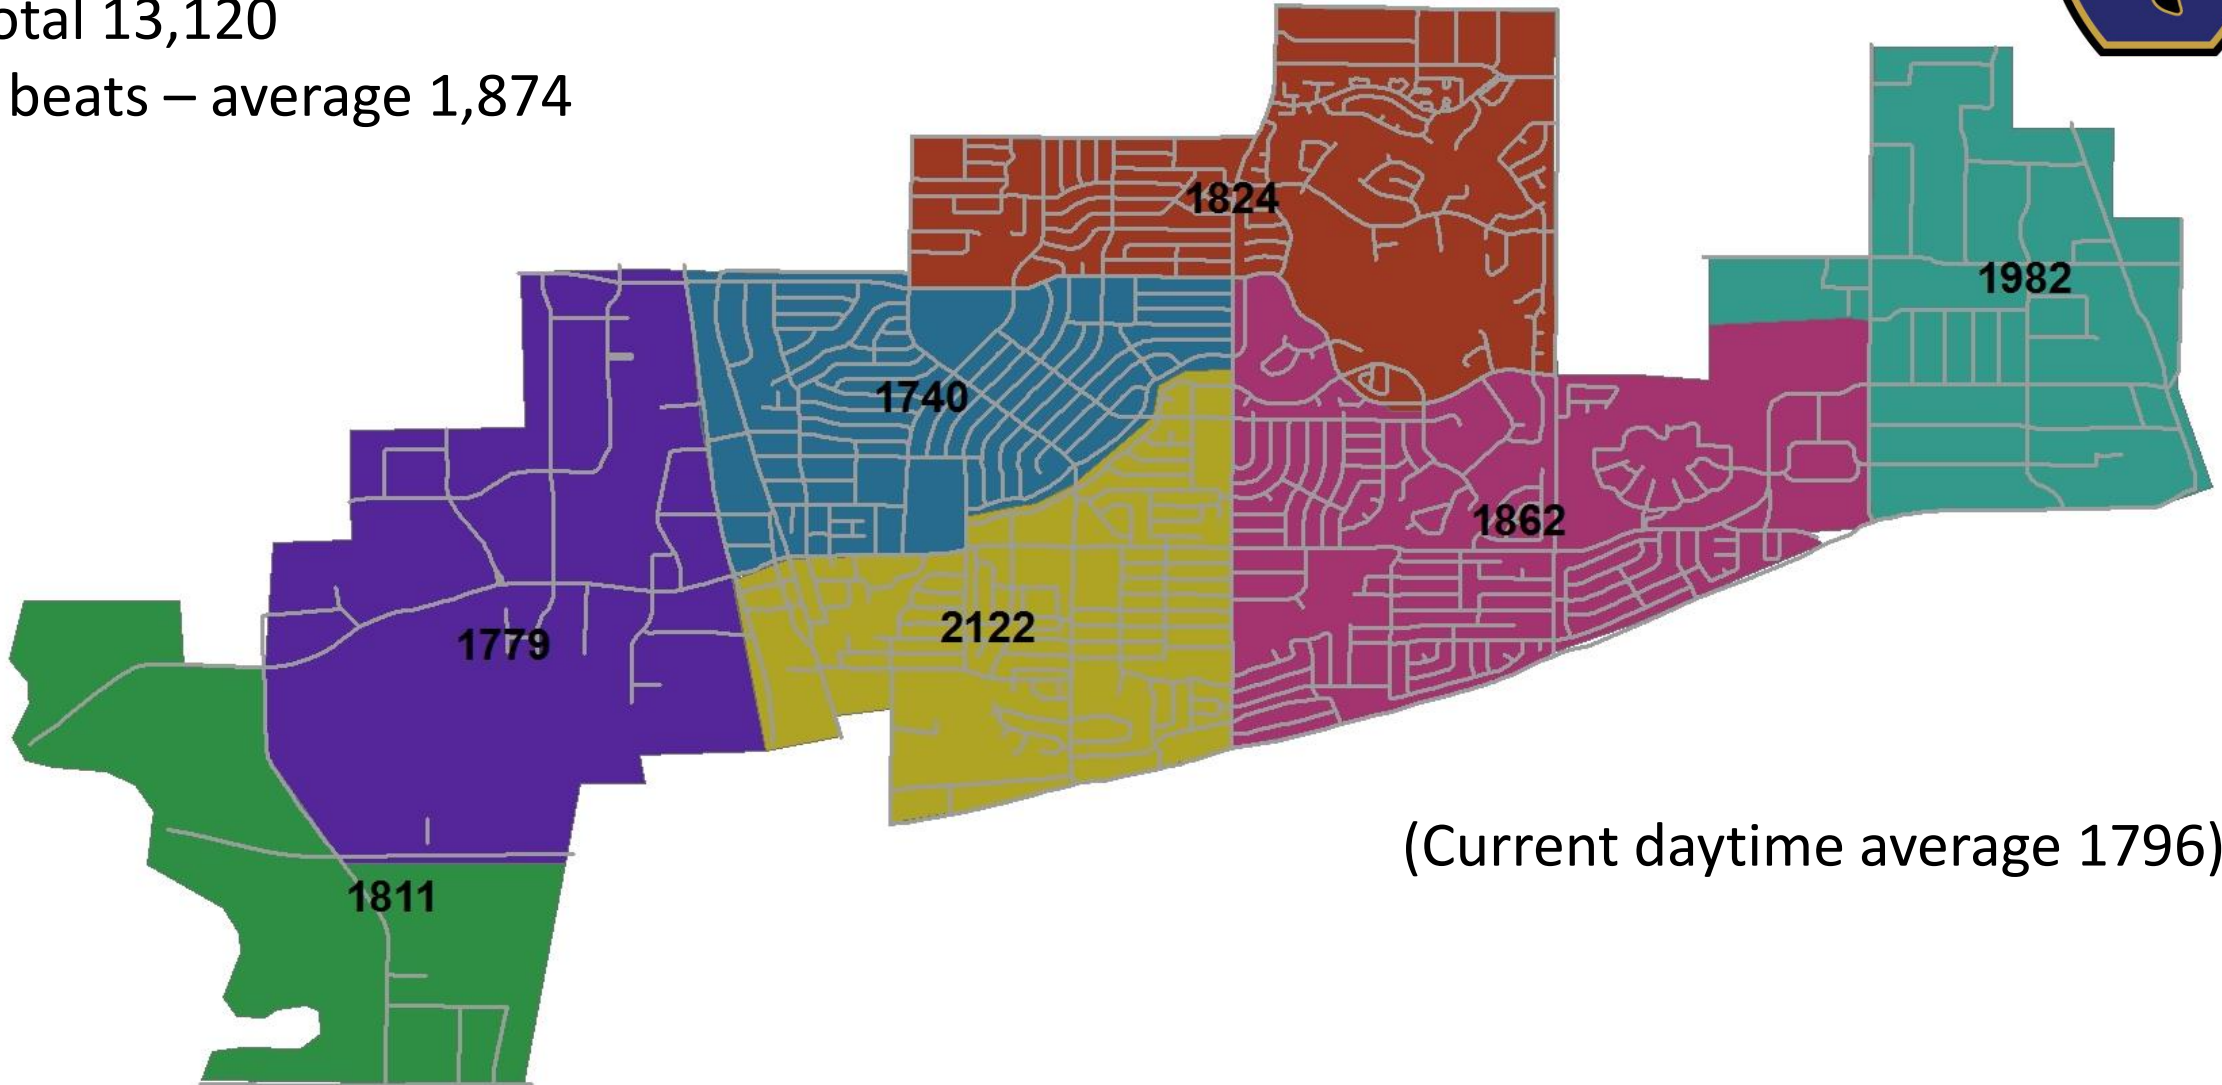 otal 13,120
beats – average 1,874
1824
1982
1740
1862
2122
1779
(Current daytime average 1796)
1811